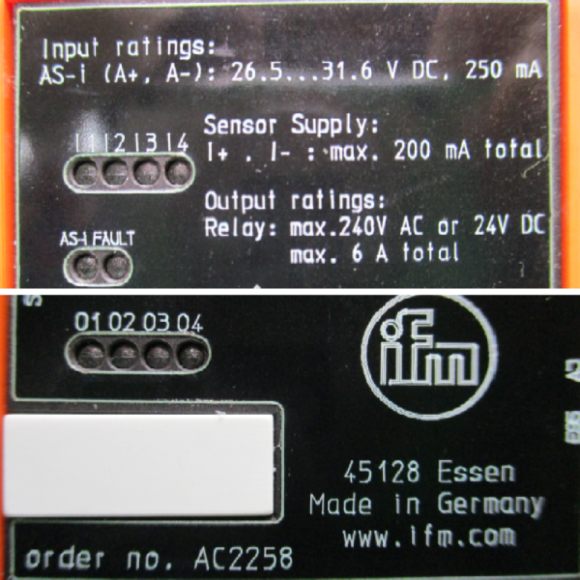 Input ratings:
AS-i (A+, A-): 26.5...31.6 V DC, 250 mA
Sensor Supply:
I1 I2 I3 I4
I+ , I- : max. 200 mA total
Output ratings:
Relay: max.240V AC or 24V DC
AS-i FAULT
max. 6 A total
O1 O2 O3 O4
ifm
45128 Essen
Made in Germany
www.ifm.com
order no. AC2258